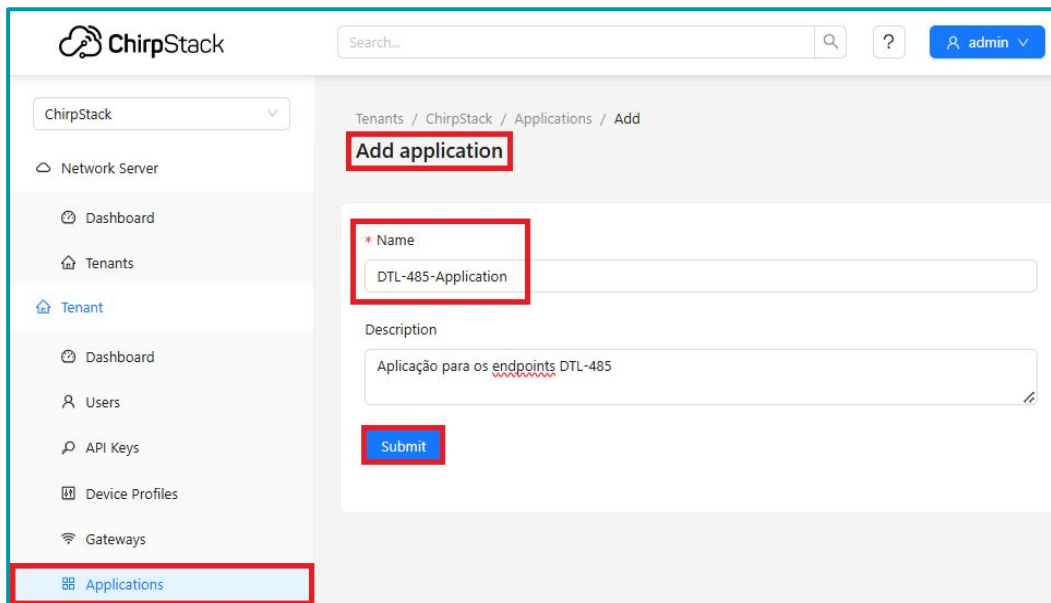 ChirpStack
Search...
?
admin
ChirpStack
Network Server
Dashboard
Tenants
Tenant
Dashboard
Users
API Keys
Device Profiles
Gateways
Applications
Tenants / ChirpStack / Applications / Add
Add application
* Name
DTL-485-Application
Description
Aplicação para os endpoints DTL-485
Submit